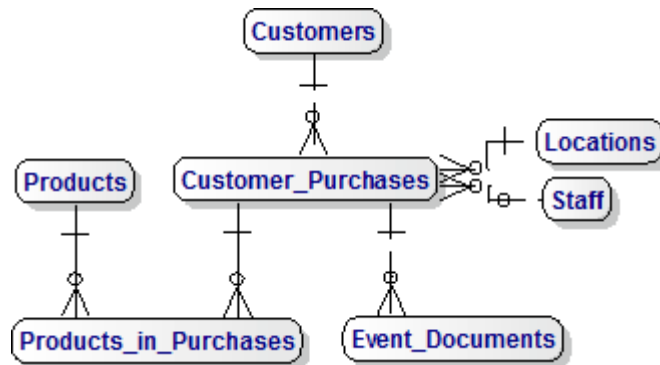 Customers
Locations
Products
Customer_Purchases
Staff
Products_in_Purchases
Event_Documents